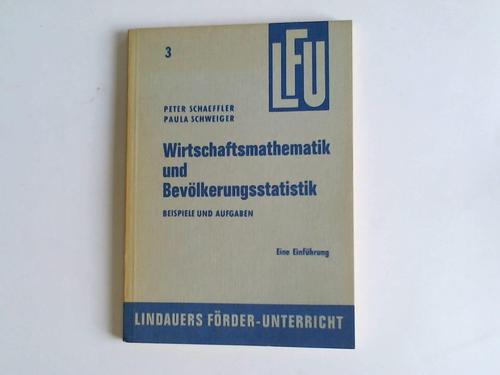 3
LFU
PETER SCHAEFFLER
PAULA SCHWEIGER
Wirtschaftsmathematik
und
Bevölkerungsstatistik
BEISPIELE UND AUFGABEN
Eine Einführung
LINDAUERS FÖRDER-UNTERRICHT